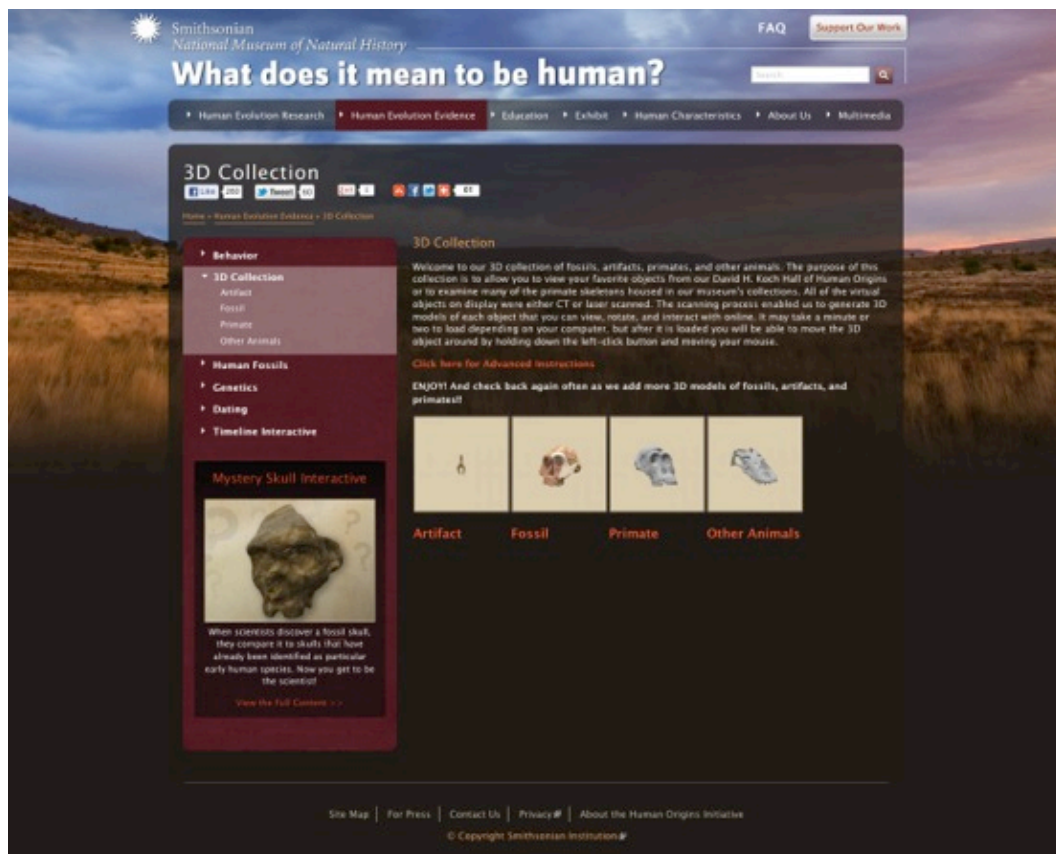 Smithsonian
National Museum of Natural History
FAQ
Support Our Work
What does it mean to be human?
Search
Human Evolution Research
Human Evolution Evidence
Education
Exhibit
Human Characteristics
About Us
Multimedia
3D Collection
Like
Tweet
Home » Human Evolution Evidence » 3D Collection
Behavior
3D Collection
Artifact
Fossil
Primate
Other Animals
Human Fossils
Genetics
Dating
Timeline Interactive
Mystery Skull Interactive
When scientists discover a fossil skull,
they compare it to skulls that have
already been identified as particular
early human species. Now you get to be
the scientist!
View the Full Content >>
3D Collection
Welcome to our 3D collection of fossils, artifacts, primates, and other animals. The purpose of this
collection is to allow you to view your favorite objects from our David H. Koch Hall of Human Origins
or to examine many of the primate skeletons housed in our museum's collections. All of the virtual
objects on display were either CT or laser scanned. The scanning process enabled us to generate 3D
models of each object that you can view, rotate, and interact with online. It may take a minute or
two to load depending on your computer, but after it is loaded you will be able to move the 3D
object around by holding down the left-click button and moving your mouse.
Click here for Advanced Instructions
ENJOY! And check back again often as we add more 3D models of fossils, artifacts, and
primates!!
Artifact
Fossil
Primate
Other Animals
Site Map | For Press | Contact Us | Privacy | About the Human Origins Initiative
© Copyright Smithsonian Institution